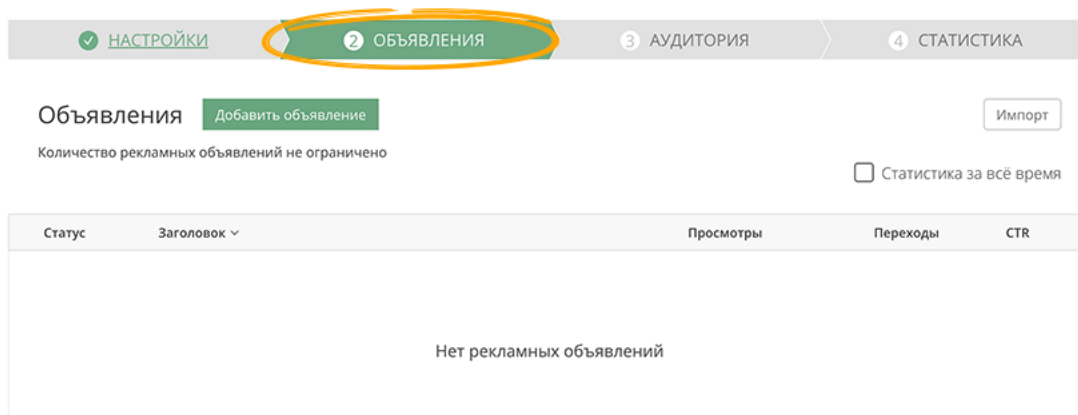 НАСТРОЙКИ 2 ОБЪЯВЛЕНИЯ 3 АУДИТОРИЯ 4 СТАТИСТИКА
Объявления Добавить объявление Импорт
Количество рекламных объявлений не ограничено
Статистика за всё время
Статус Заголовок Просмотры Переходы CTR
Нет рекламных объявлений